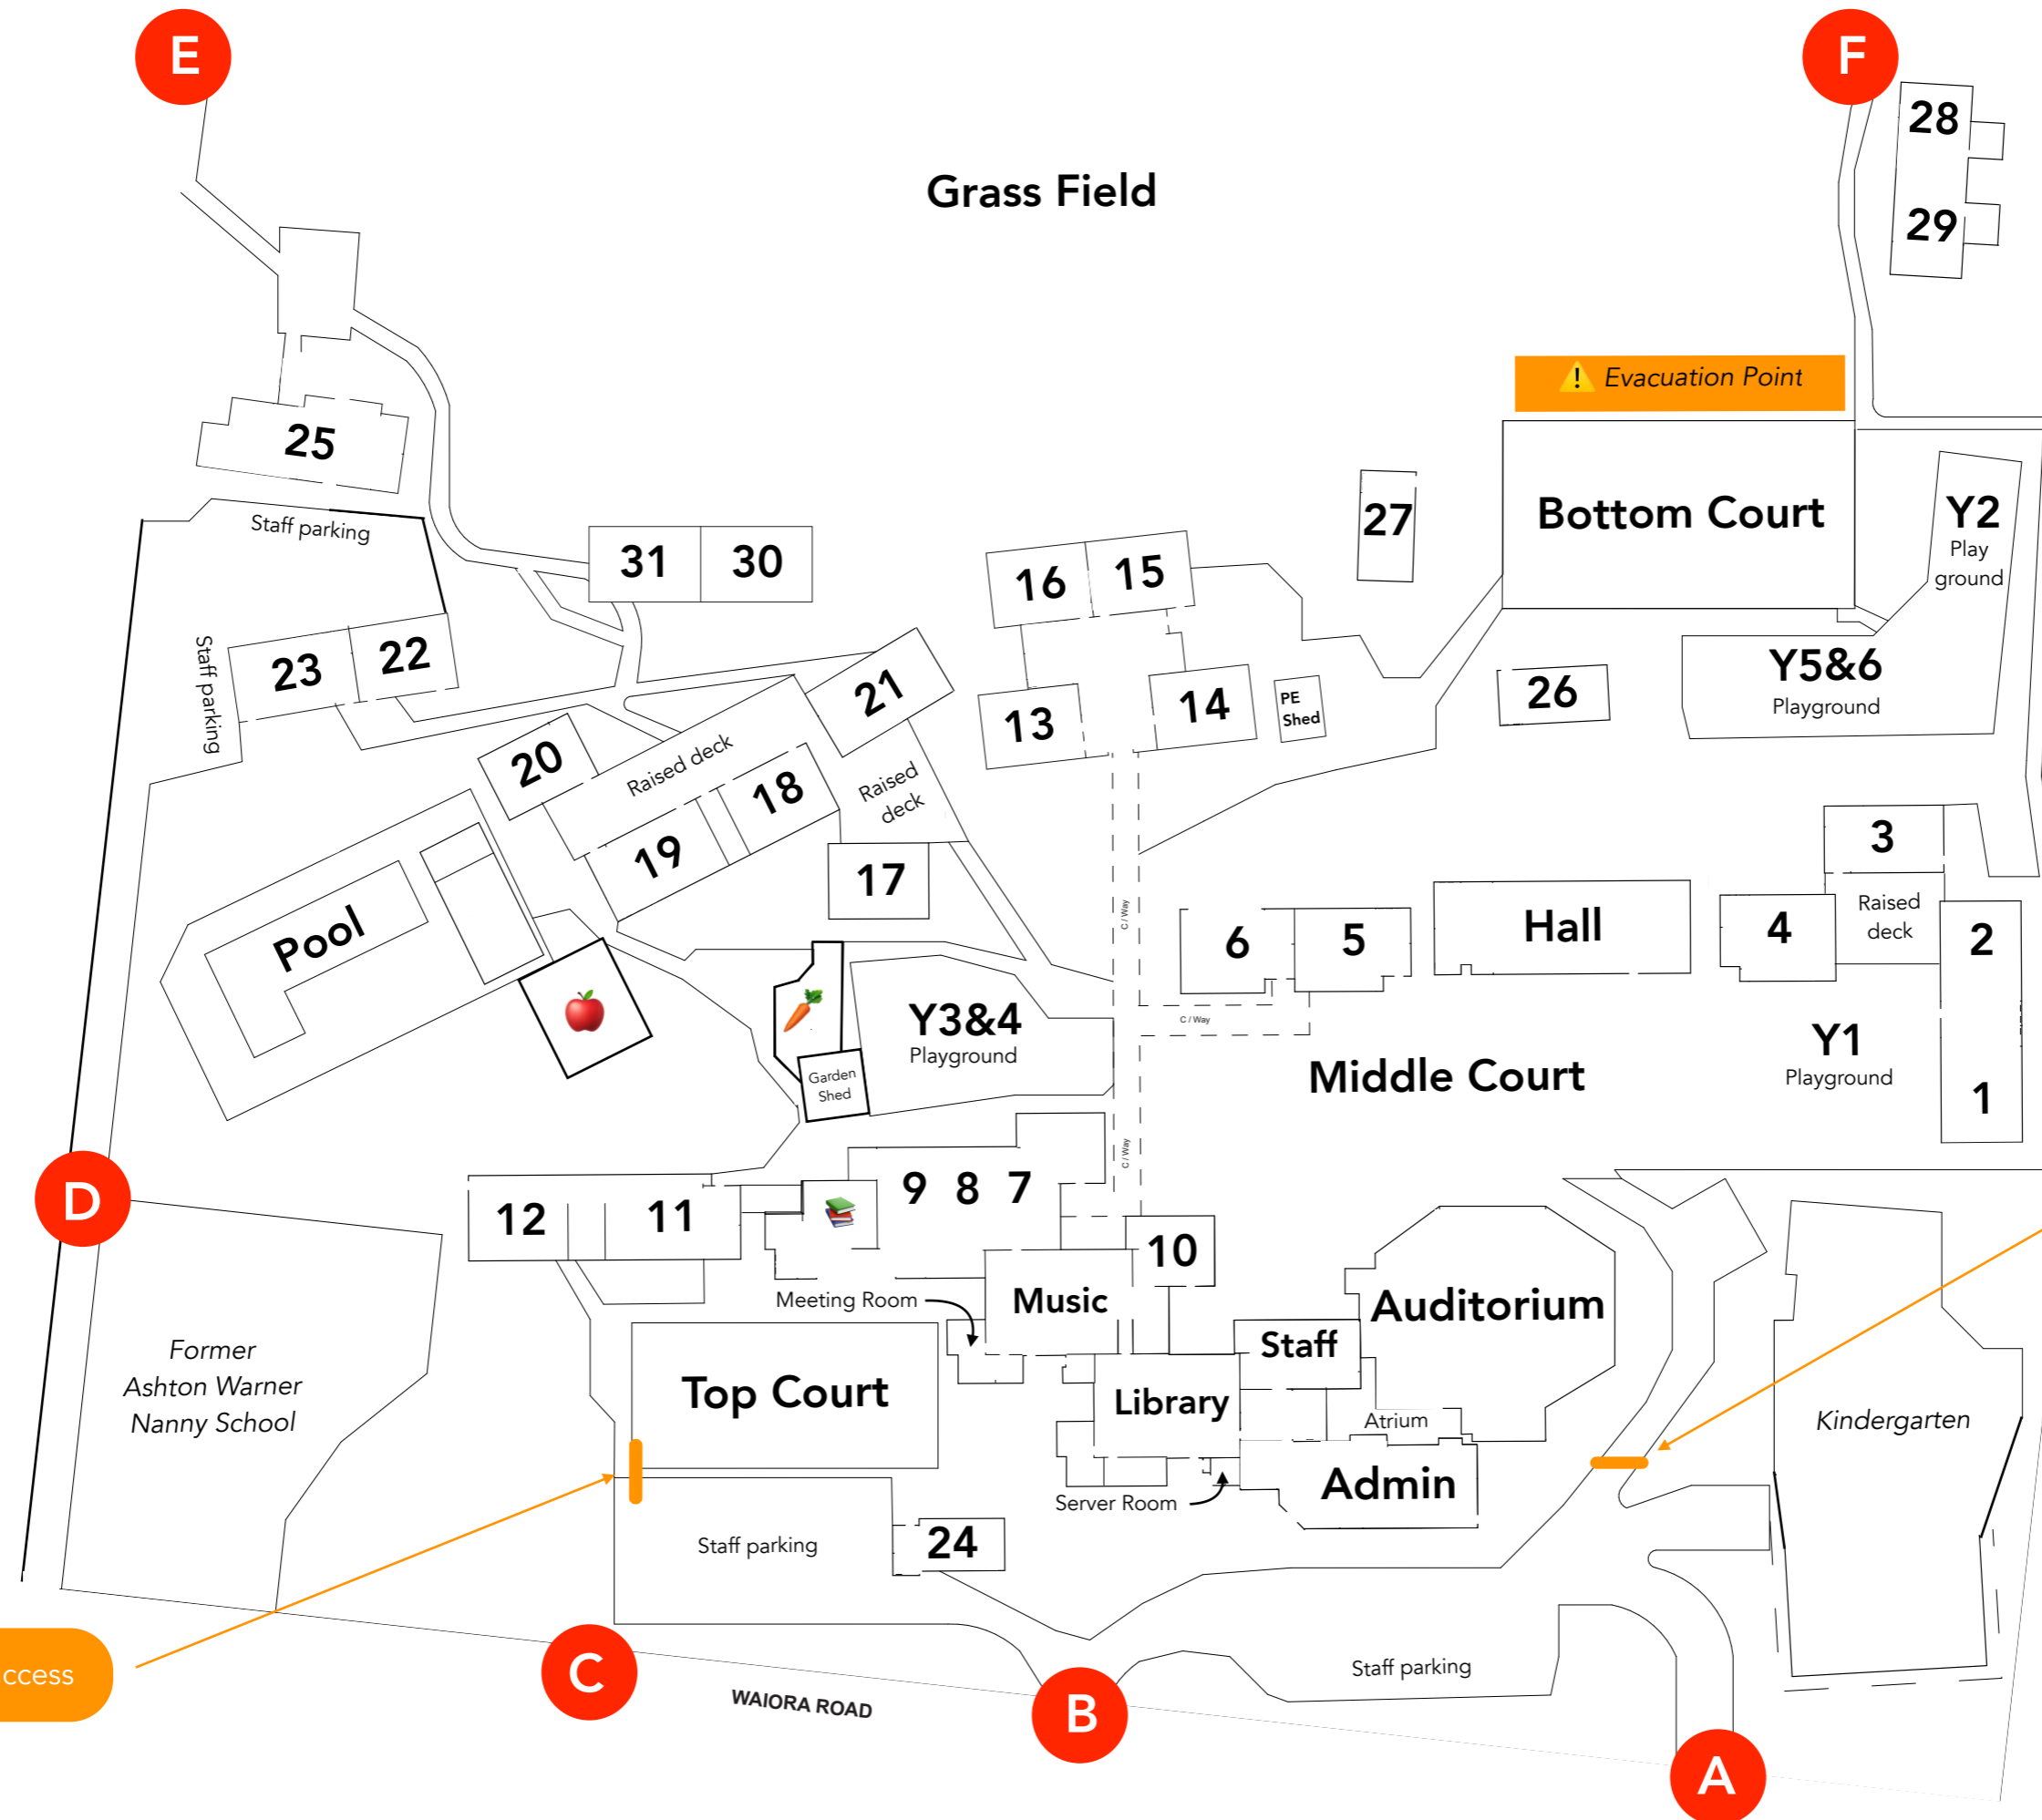 E
F
28
29
Grass Field
⚠️ Evacuation Point
25
Staff parking
31
30
16
15
27
Bottom Court
Y2
Play
ground
Staff parking
23
22
21
13
14
PE
Shed
26
Y5&6
Playground
20
Raised deck
18
19
Raised
deck
17
3
Raised
deck
4
2
1
C / Way
6
5
Hall
Pool
🍎
🥕
Garden
Shed
Y3&4
Playground
C / Way
Middle Court
Y1
Playground
C / Way
D
12
11
📚
9 8 7
10
Meeting Room
Music
Auditorium
Staff
Former
Ashton Warner
Nanny School
Top Court
Library
Atrium
Kindergarten
Admin
Server Room
Staff parking
24
ccess
C
WAIORA ROAD
B
Staff parking
A